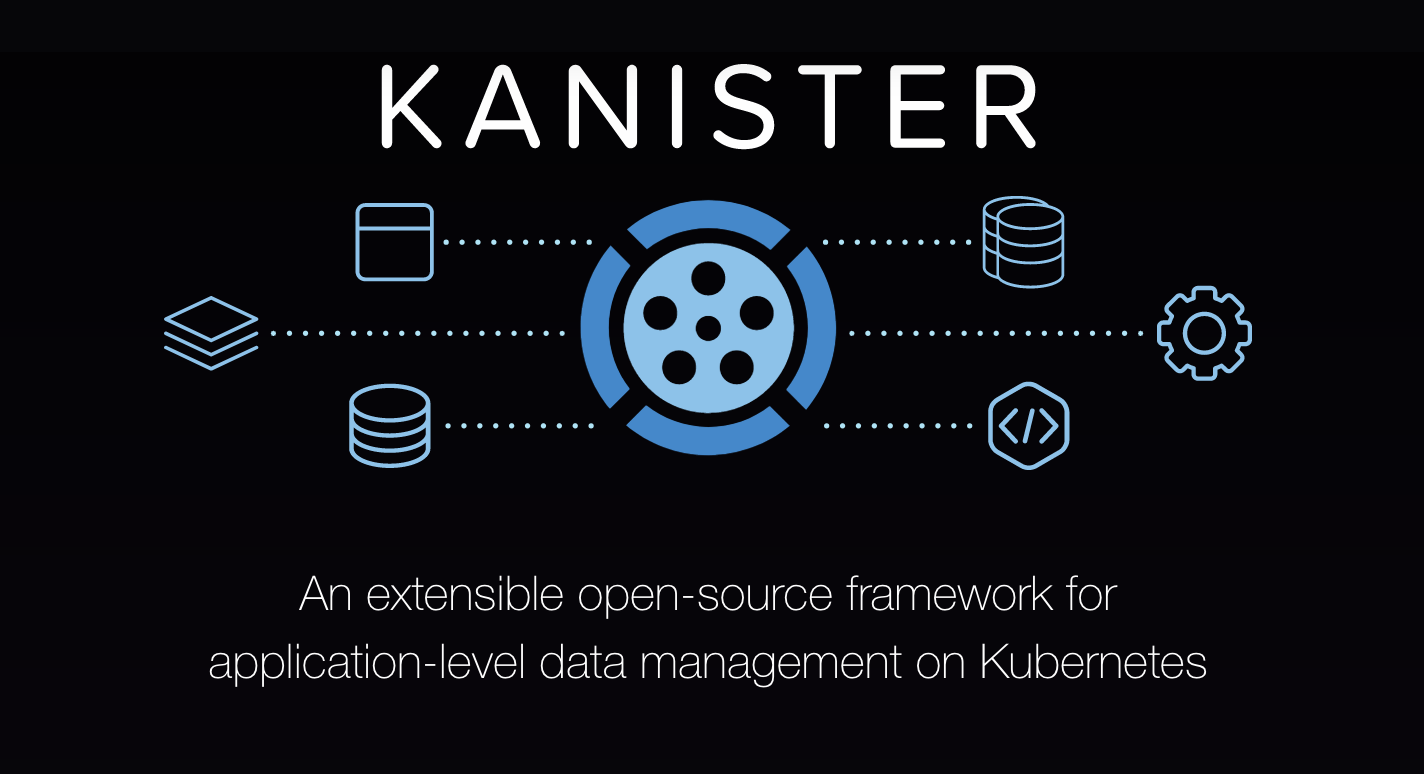 KANISTER
An extensible open-source framework for
application-level data management on Kubernetes